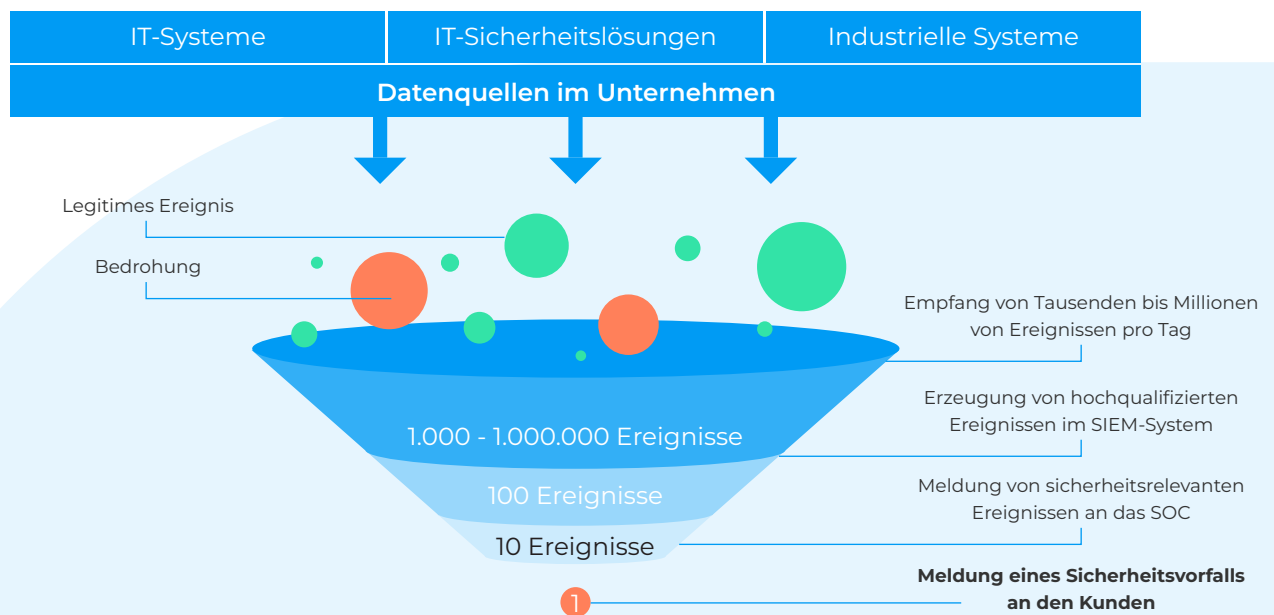 IT-Systeme
IT-Sicherheitslösungen
Industrielle Systeme
Datenquellen im Unternehmen
Legitimes Ereignis
Bedrohung
Empfang von Tausenden bis Millionen
von Ereignissen pro Tag
Erzeugung von hochqualifizierten
Ereignissen im SIEM-System
1.000 - 1.000.000 Ereignisse
100 Ereignisse
Meldung von sicherheitsrelevanten
Ereignissen an das SOC
10 Ereignisse
Meldung eines Sicherheitsvorfalls
an den Kunden
1